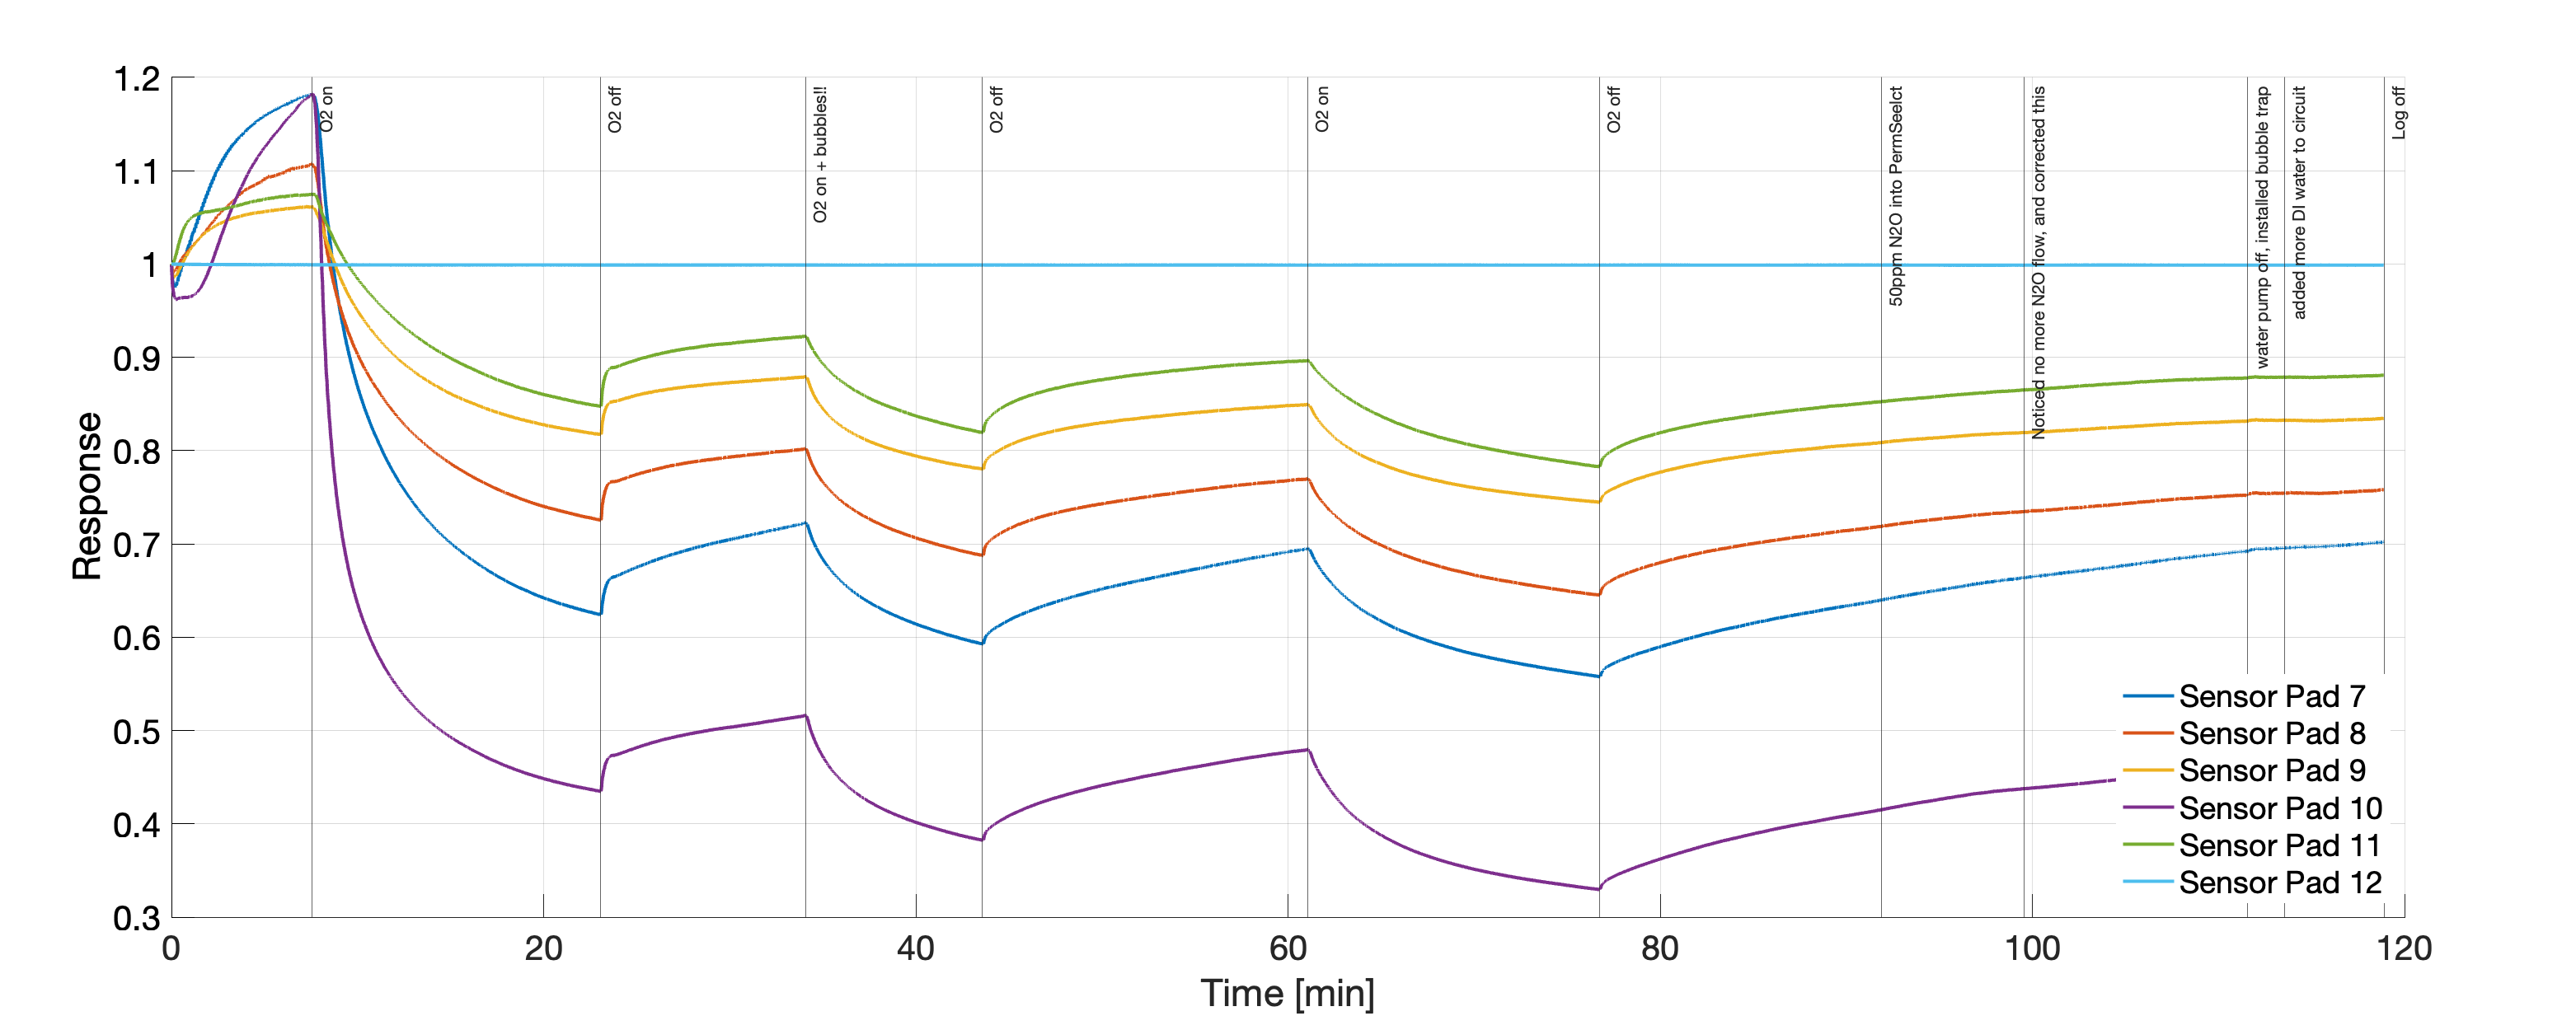 1.2
1.1
1
0.9
0.8
0.7
0.6
0.5
0.4
0.3
Response
0
20
40
60
80
100
120
Time [min]
O2 on
O2 off
O2 on + bubbles!!
O2 off
O2 on
O2 off
50ppm N2O into PermSeelct
Noticed no more N2O flow, and corrected this
water pump off, installed bubble trap
added more DI water to circuit
Log off
Sensor Pad 7
Sensor Pad 8
Sensor Pad 9
Sensor Pad 10
Sensor Pad 11
Sensor Pad 12